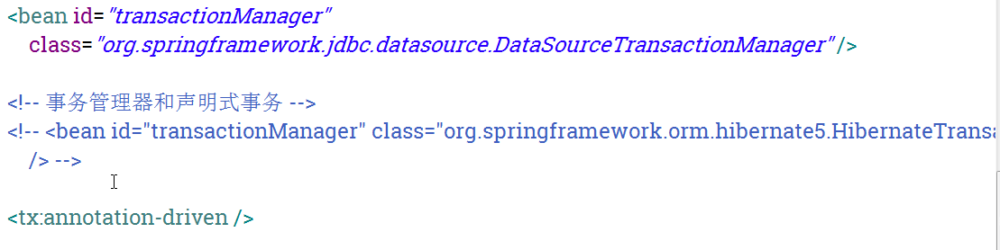 <bean id="transactionManager"
class="org.springframework.jdbc.datasource.DataSourceTransactionManager"/>
<!-- 事务管理器和声明式事务 -->
<!-- <bean id="transactionManager" class="org.springframework.orm.hibernate5.HibernateTransa
/> -->
<tx:annotation-driven />